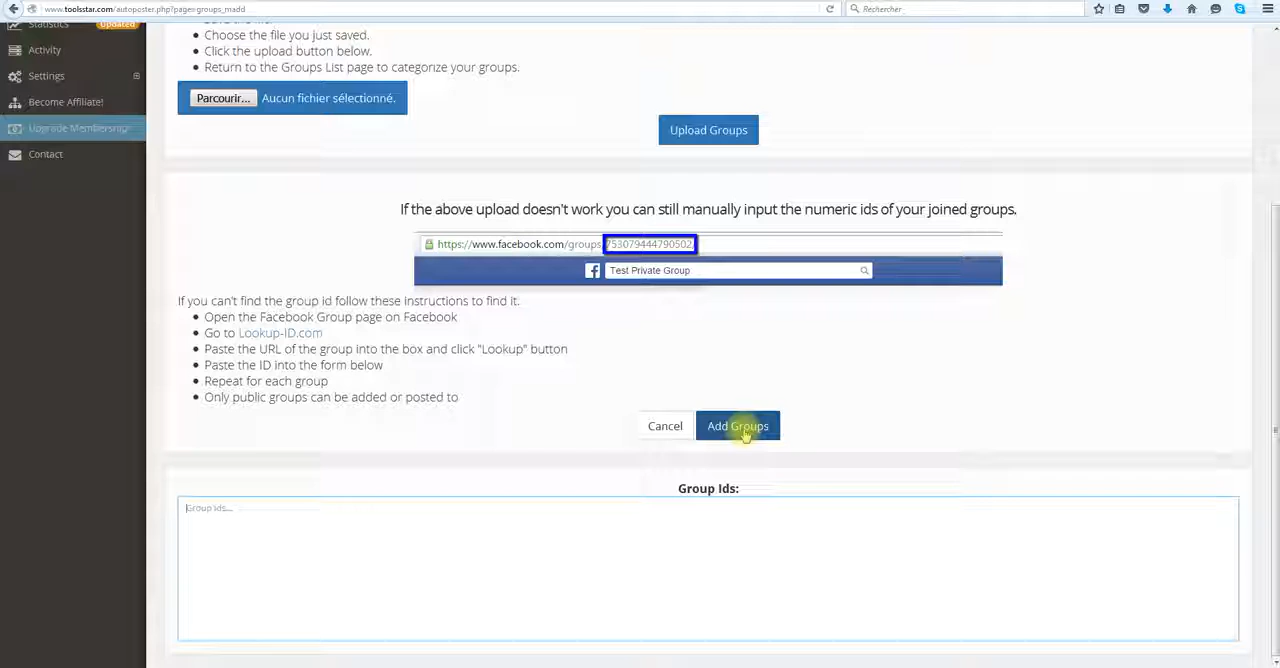 www.toolsstar.com/autoposter.php?page=groups_madd
Rechercher
Statistics
Updated
Choose the file you just saved.
Activity
Click the upload button below.
Return to the Groups List page to categorize your groups.
Settings
Parcourir... Aucun fichier sélectionné.
Become Affiliate!
Upgrade Membership
Upload Groups
Contact
If the above upload doesn't work you can still manually input the numeric ids of your joined groups.
https://www.facebook.com/groups/753079444790502/
Test Private Group
If you can't find the group id follow these instructions to find it.
Open the Facebook Group page on Facebook
Go to Lookup-ID.com
Paste the URL of the group into the box and click "Lookup" button
Paste the ID into the form below
Repeat for each group
Only public groups can be added or posted to
Cancel
Add Groups
Group Ids:
Group Ids...